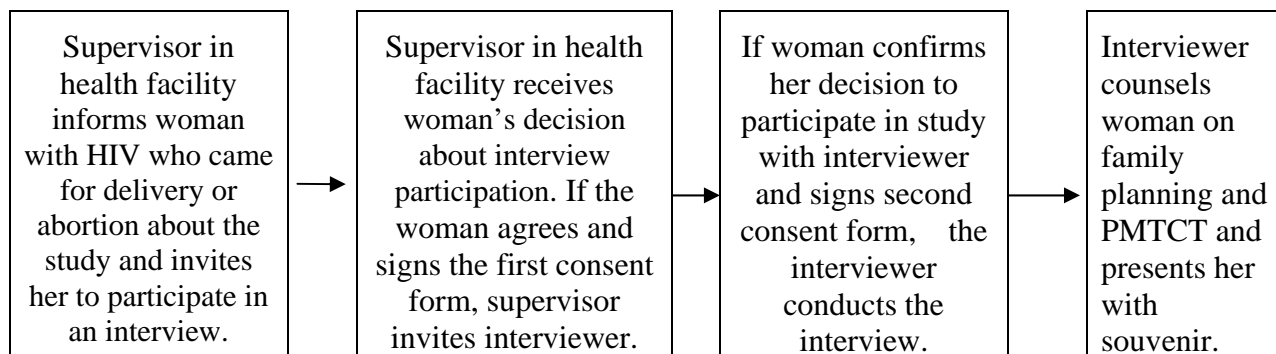 Supervisor in
health facility
informs woman
with HIV who came
for delivery or
abortion about the
study and invites
her to participate in
an interview.
Supervisor in health
facility receives
woman’s decision
about interview
participation. If the
woman agrees and
signs the first consent
form, supervisor
invites interviewer.
If woman confirms
her decision to
participate in study
with interviewer
and signs second
consent form, the
interviewer
conducts the
interview.
Interviewer
counsels
woman on
family
planning and
PMTCT and
presents her
with
souvenir.